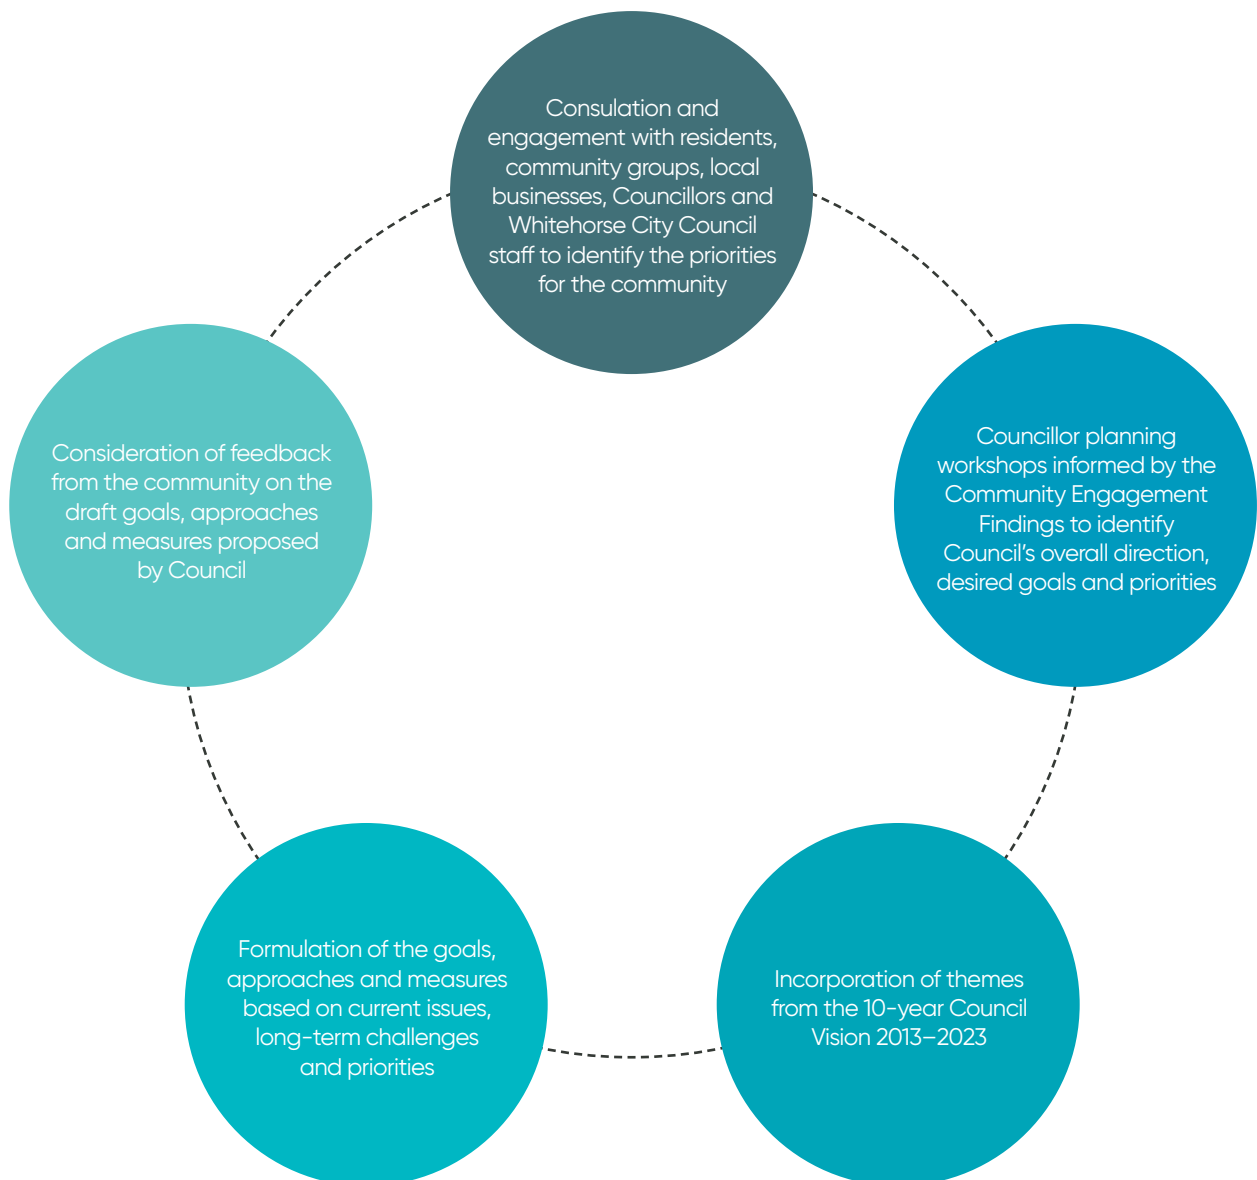 Consulation and
engagement with residents,
community groups, local
businesses, Councillors and
Whitehorse City Council
staff to identify the priorities
for the community
Councillor planning
workshops informed by the
Community Engagement
Findings to identify
Council's overall direction,
desired goals and priorities
Incorporation of themes
from the 10-year Council
Vision 2013–2023
Formulation of the goals,
approaches and measures
based on current issues,
long-term challenges
and priorities
Consideration of feedback
from the community on the
draft goals, approaches
and measures proposed
by Council